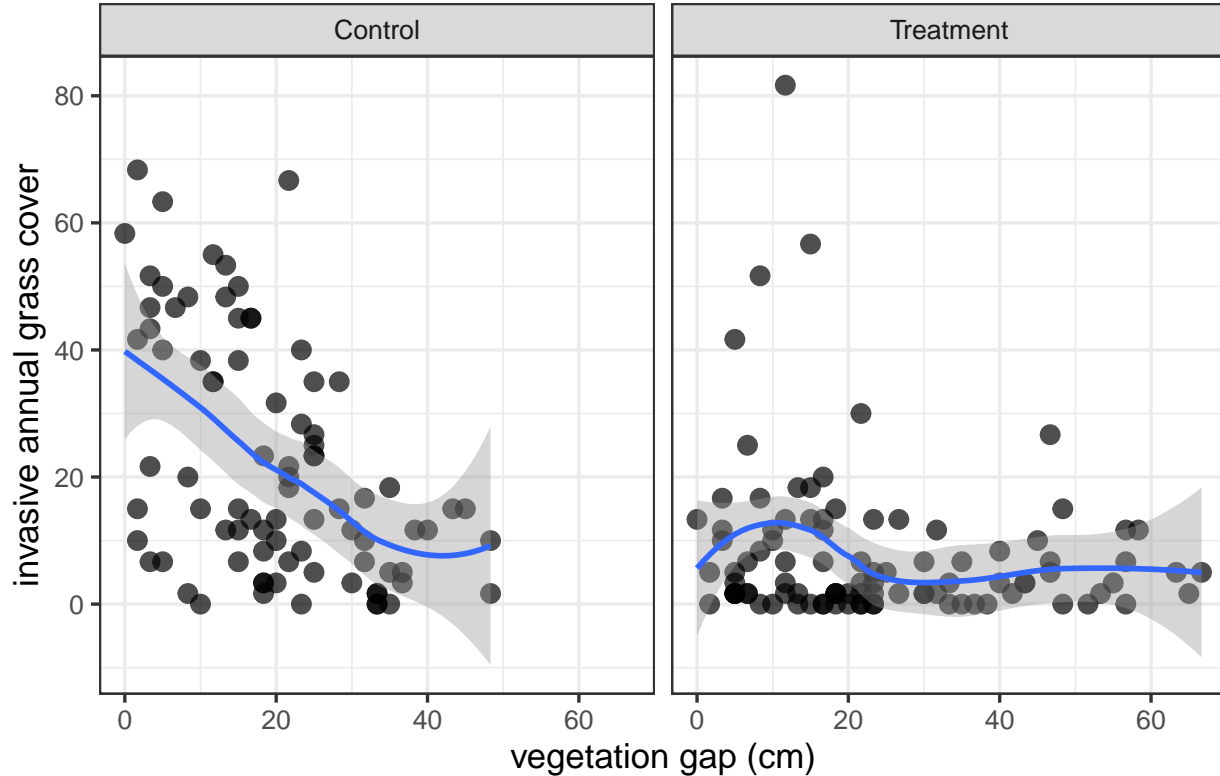 Control
Treatment
invasive annual grass cover
80
60
40
20
0
0 20 40 60
0 20 40 60
vegetation gap (cm)